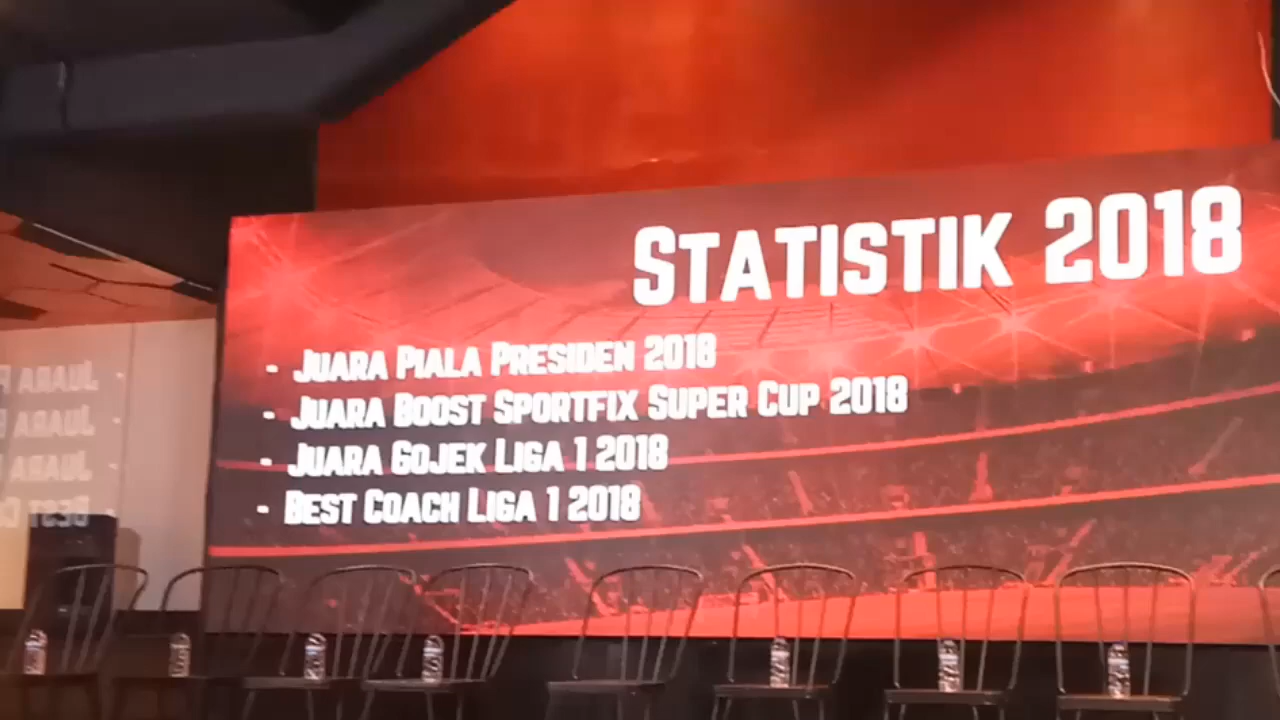 Statistik 2018
- Juara Piala Presiden 2018
- Juara Boost Sportfix Super Cup 2018
- Juara Gojek Liga 1 2018
- Best Coach Liga 1 2018